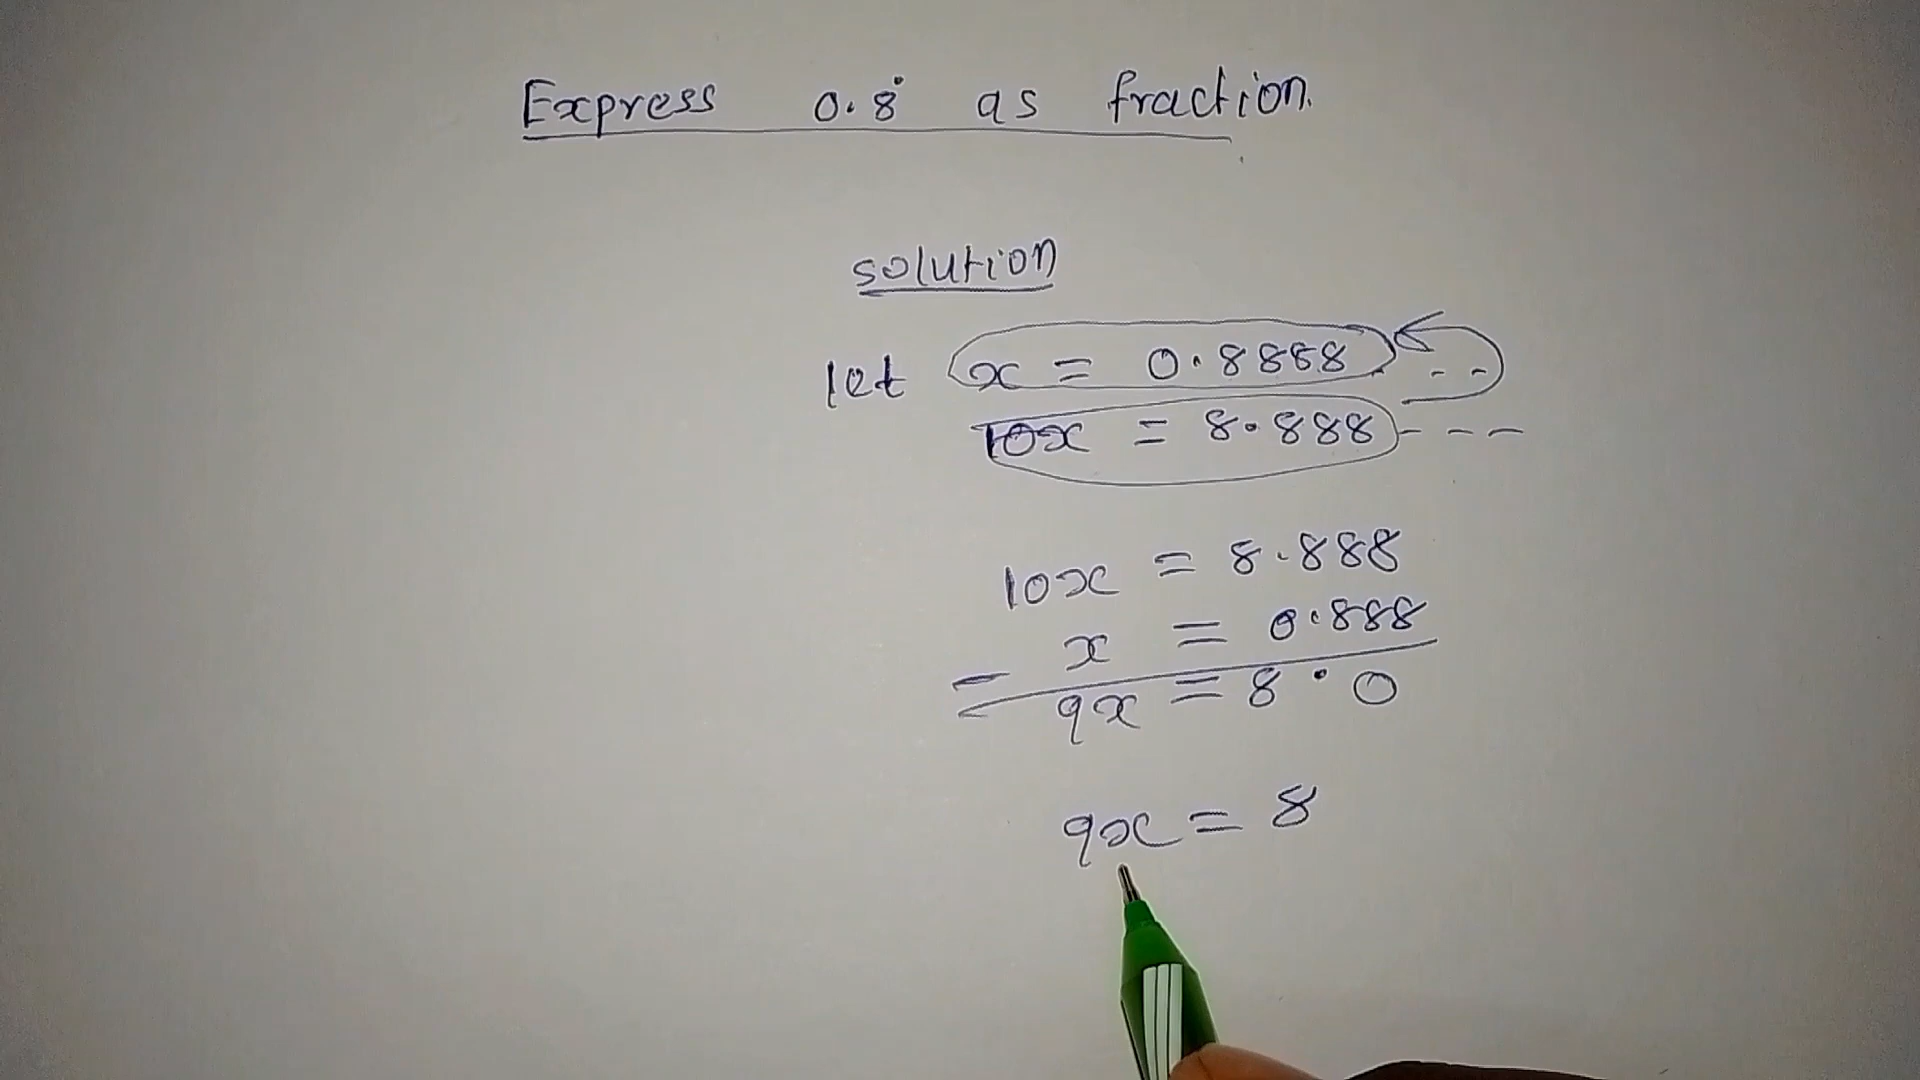 Express 0.8̇ as fraction.
solution
let x = 0.8888. - -
10x = 8.888 - - -
10x = 8.888
- x = 0.888
9x = 8.0
9x = 8